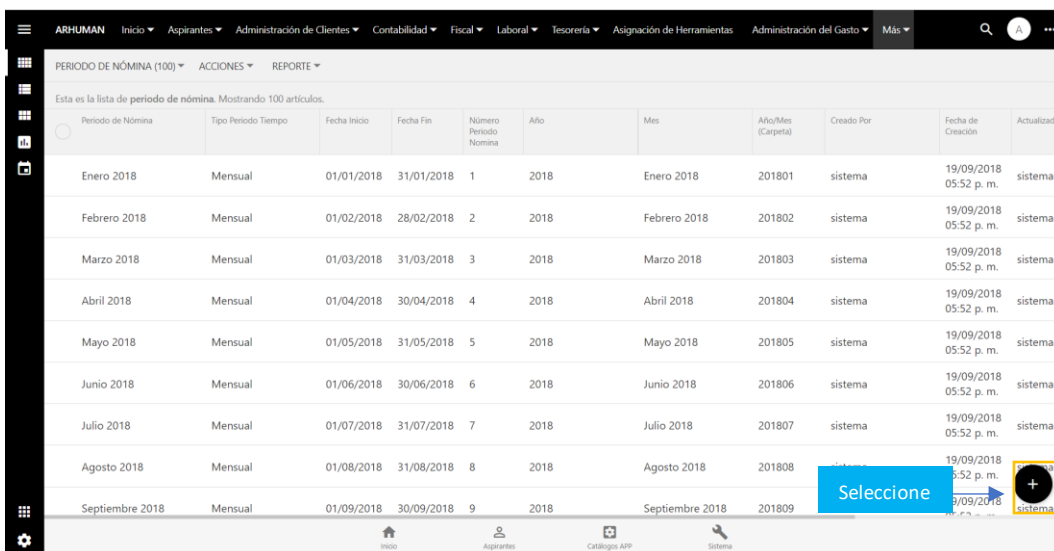 ARHUMAN Inicio Aspirantes Administración de Clientes Contabilidad Fiscal Laboral Tesorería Asignación de Herramientas Administración del Gasto Más A
PERIODO DE NÓMINA (100) ACCIONES REPORTE
Esta es la lista de periodo de nómina. Mostrando 100 artículos.
Periodo de Nómina Tipo Periodo Tiempo Fecha Inicio Fecha Fin Número Periodo Nomina Año Mes Año/Mes (Carpeta) Creado Por Fecha de Creación Actualizad
Enero 2018 Mensual 01/01/2018 31/01/2018 1 2018 Enero 2018 201801 sistema 19/09/2018 05:52 p. m. sistema
Febrero 2018 Mensual 01/02/2018 28/02/2018 2 2018 Febrero 2018 201802 sistema 19/09/2018 05:52 p. m. sistema
Marzo 2018 Mensual 01/03/2018 31/03/2018 3 2018 Marzo 2018 201803 sistema 19/09/2018 05:52 p. m. sistema
Abril 2018 Mensual 01/04/2018 30/04/2018 4 2018 Abril 2018 201804 sistema 19/09/2018 05:52 p. m. sistema
Mayo 2018 Mensual 01/05/2018 31/05/2018 5 2018 Mayo 2018 201805 sistema 19/09/2018 05:52 p. m. sistema
Junio 2018 Mensual 01/06/2018 30/06/2018 6 2018 Junio 2018 201806 sistema 19/09/2018 05:52 p. m. sistema
Julio 2018 Mensual 01/07/2018 31/07/2018 7 2018 Julio 2018 201807 sistema 19/09/2018 05:52 p. m. sistema
Agosto 2018 Mensual 01/08/2018 31/08/2018 8 2018 Agosto 2018 201808 19/09/2018 5:52 p. m.
Seleccione +
Septiembre 2018 Mensual 01/09/2018 30/09/2018 9 2018 Septiembre 2018 201809 9/09/2018 sistema
Inicio Aspirantes Catálogos APP Sistema